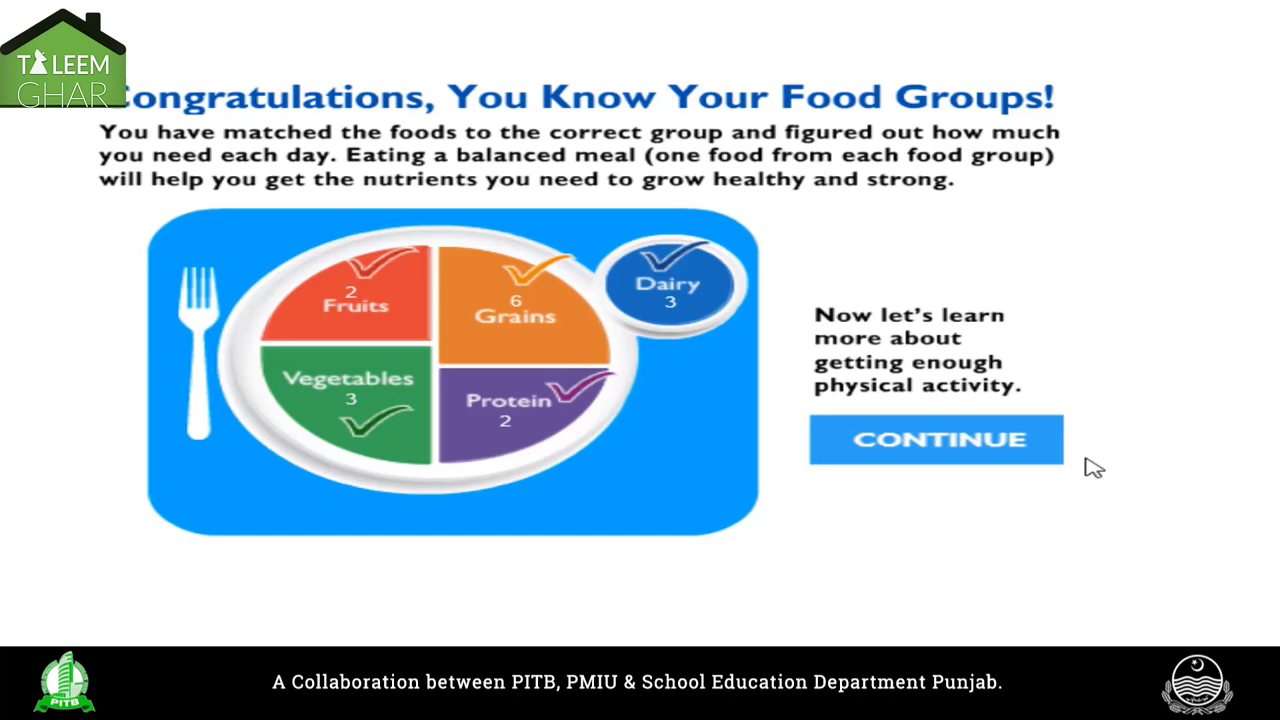 TALEEM
GHAR
Congratulations, You Know Your Food Groups!
You have matched the foods to the correct group and figured out how much
you need each day. Eating a balanced meal (one food from each food group)
will help you get the nutrients you need to grow healthy and strong.
2
Fruits
6
Grains
Dairy
3
Vegetables
3
Protein
2
Now let's learn
more about
getting enough
physical activity.
CONTINUE
PITB
A Collaboration between PITB, PMIU & School Education Department Punjab.